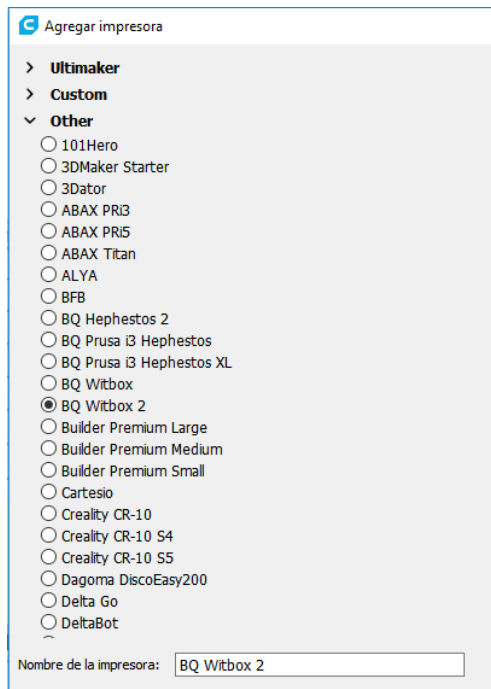 Agregar impresora
Ultimaker
Custom
Other
101Hero
3DMaker Starter
3Dator
ABAX PRi3
ABAX PRi5
ABAX Titan
ALYA
BFB
BQ Hephestos 2
BQ Prusa i3 Hephestos
BQ Prusa i3 Hephestos XL
BQ Witbox
BQ Witbox 2
Builder Premium Large
Builder Premium Medium
Builder Premium Small
Cartesio
Creality CR-10
Creality CR-10 S4
Creality CR-10 S5
Dagoma DiscoEasy200
Delta Go
DeltaBot
Nombre de la impresora: BQ Witbox 2